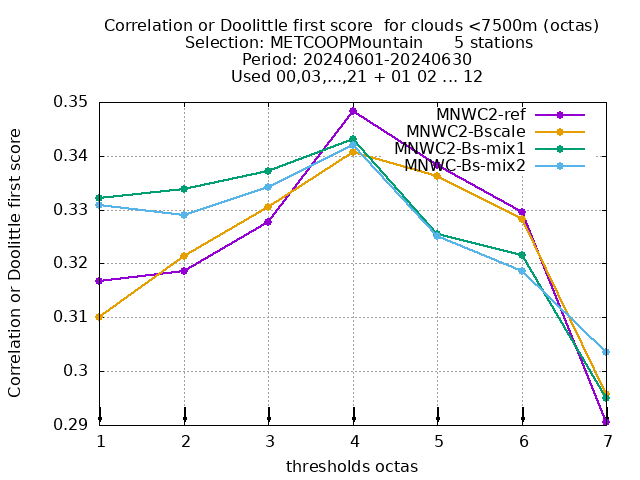 Correlation or Doolittle first score  for clouds <7500m (octas)
Selection: METCOOPMountain      5 stations
Period: 20240601-20240630
Used 00,03,...,21 + 01 02 ... 12
Correlation or Doolittle first score
0.35
0.34
0.33
0.32
0.31
0.3
0.29
MNWC2-ref
MNWC2-Bscale
MNWC2-Bs-mix1
MNWC-Bs-mix2
1 2 3 4 5 6 7
thresholds octas